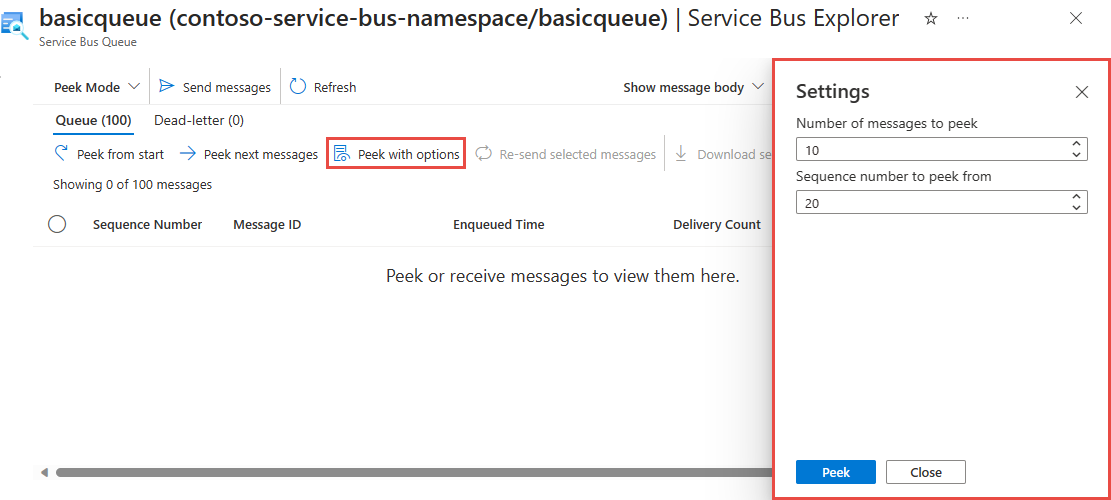 basicqueue (contoso-service-bus-namespace/basicqueue) | Service Bus Explorer
Service Bus Queue
Peek Mode Send messages Refresh Show message body
Queue (100) Dead-letter (0)
Peek from start Peek next messages Peek with options Re-send selected messages Download se
Showing 0 of 100 messages
Sequence Number Message ID Enqueued Time Delivery Count
Peek or receive messages to view them here.
Settings
Number of messages to peek
10
Sequence number to peek from
20
Peek Close